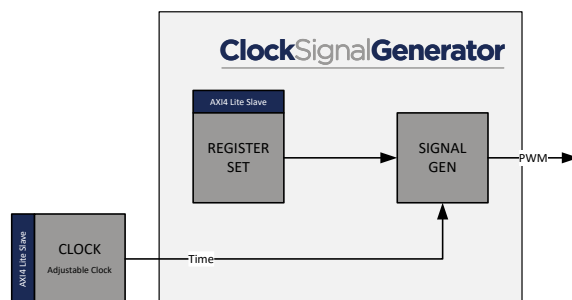 ClockSignalGenerator
AXI4 Lite Slave
REGISTER
SET
SIGNAL
GEN
PWM
AXI4 Lite Slave
CLOCK
Adjustable Clock
Time